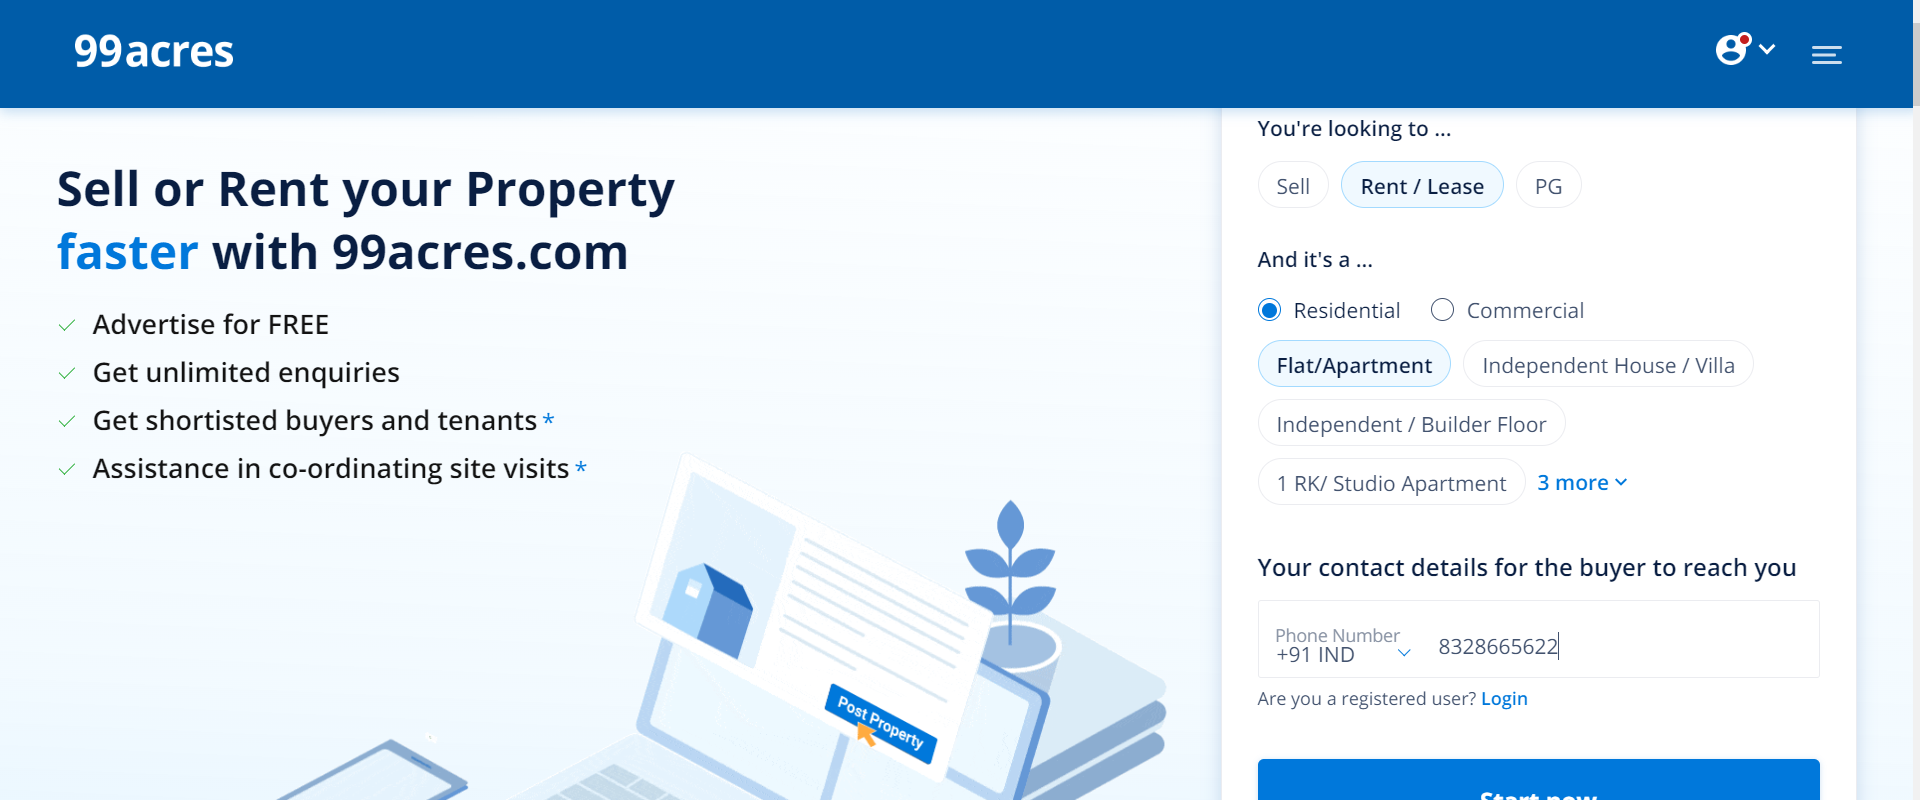 99acres
Sell or Rent your Property
faster with 99acres.com
Advertise for FREE
Get unlimited enquiries
Get shortisted buyers and tenants *
Assistance in co-ordinating site visits *
Post Property
You're looking to ...
Sell
Rent / Lease
PG
And it's a ...
Residential
Commercial
Flat/Apartment
Independent House / Villa
Independent / Builder Floor
1 RK/ Studio Apartment
3 more
Your contact details for the buyer to reach you
Phone Number
+91 IND
8328665622
Are you a registered user? Login
Start now